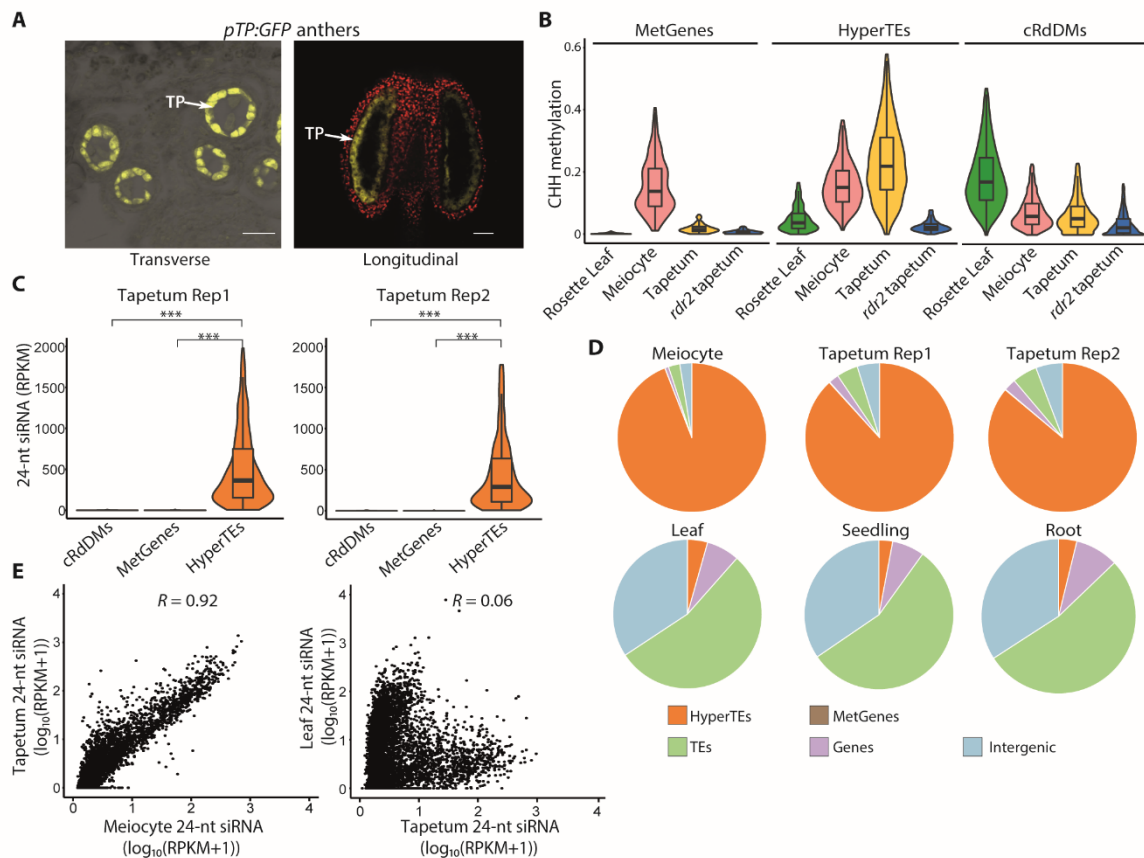 A
pTP:GFP anthers
TP
TP
Transverse
Longitudinal
B
MetGenes
HyperTEs
cRdDMs
CHH methylation
0.6
0.4
0.2
0
Rosette Leaf
Meiocyte
Tapetum
rdr2 tapetum
Rosette Leaf
Meiocyte
Tapetum
rdr2 tapetum
Rosette Leaf
Meiocyte
Tapetum
rdr2 tapetum
C
Tapetum Rep1
Tapetum Rep2
***
***
***
***
24-nt siRNA (RPKM)
2000
1500
1000
500
0
2000
1500
1000
500
0
cRdDMs
MetGenes
HyperTEs
cRdDMs
MetGenes
HyperTEs
D
Meiocyte
Tapetum Rep1
Tapetum Rep2
Leaf
Seedling
Root
HyperTEs
MetGenes
TEs
Genes
Intergenic
E
R = 0.92
Tapetum 24-nt siRNA
(log₁₀(RPKM+1))
4
3
2
1
0
0
1
2
3
4
Meiocyte 24-nt siRNA
(log₁₀(RPKM+1))
R = 0.06
Leaf 24-nt siRNA
(log₁₀(RPKM+1))
4
3
2
1
0
0
1
2
3
4
Tapetum 24-nt siRNA
(log₁₀(RPKM+1))